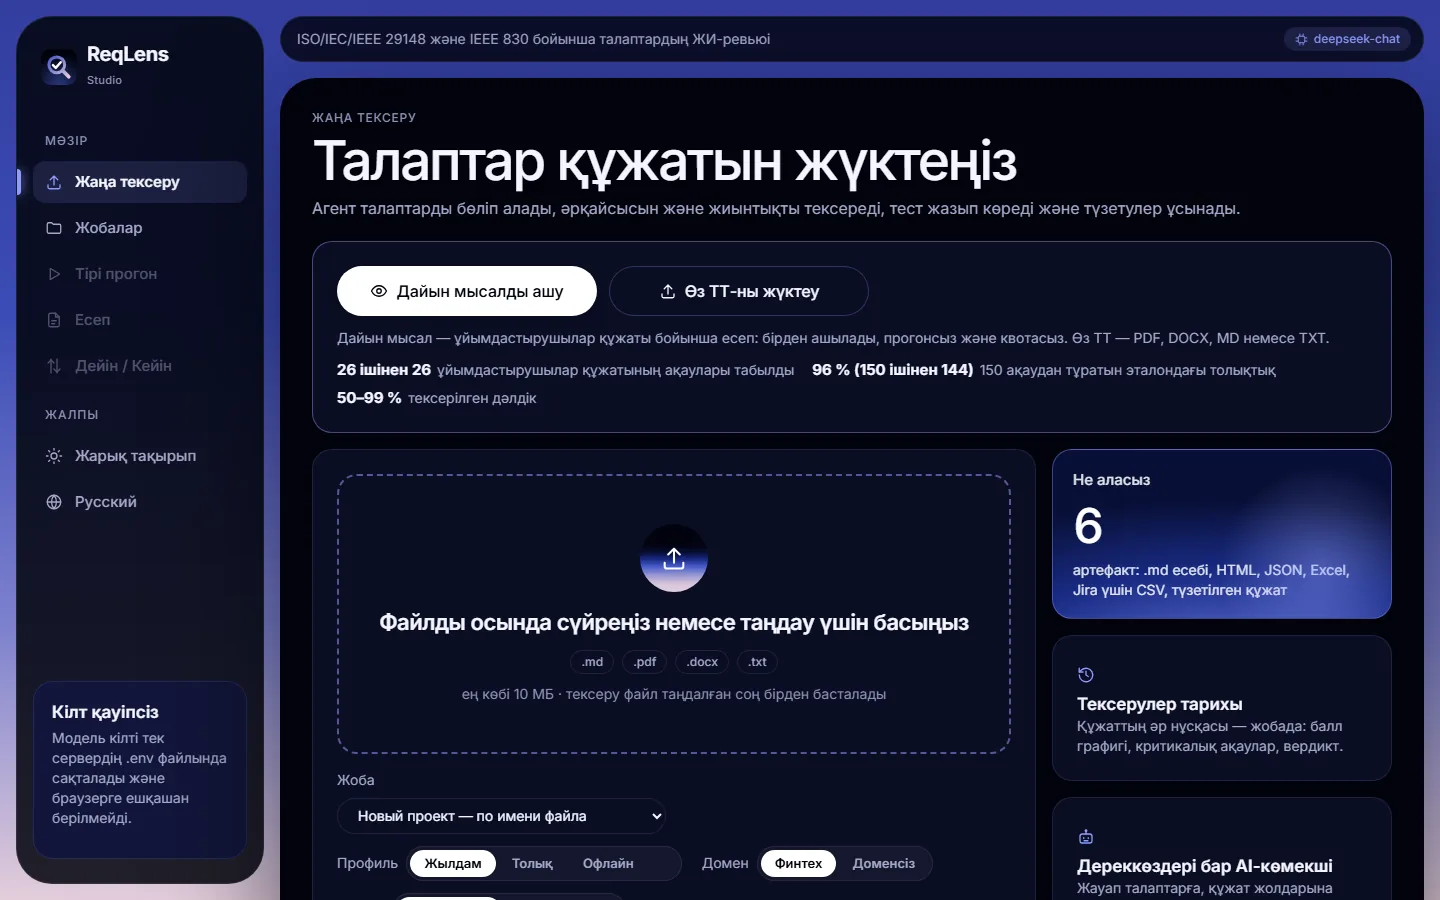 ReqLens
Studio
МӘЗІР
Жаңа тексеру
Жобалар
Тірі прогон
Есеп
Дейін / Кейін
ЖАЛПЫ
Жарық тақырып
Русский
Кілт қауіпсіз
Модель кілті тек
сервердің .env файлында
сақталады және
браузерге ешқашан
берілмейді.
ISO/IEC/IEEE 29148 және IEEE 830 бойынша талаптардың ЖИ-ревьюі
deepseek-chat
ЖАҢА ТЕКСЕРУ
Талаптар құжатын жүктеңіз
Агент талаптарды бөліп алады, әрқайсысын және жиынтықты тексереді, тест жазып көреді және түзетулер ұсынады.
Дайын мысалды ашу
Өз ТТ-ны жүктеу
Дайын мысал — ұйымдастырушылар құжаты бойынша есеп: бірден ашылады, прогонсыз және квотасыз. Өз ТТ — PDF, DOCX, MD немесе TXT.
26 ішінен 26 ұйымдастырушылар құжатының ақаулары табылды 96 % (150 ішінен 144) 150 ақаудан тұратын эталондағы толықтық
50–99 % тексерілген дәлдік
Файлды осында сүйреңіз немесе таңдау үшін басыңыз
.md .pdf .docx .txt
ең көбі 10 МБ · тексеру файл таңдалған соң бірден басталады
Жоба
Новый проект — по имени файла
Профиль Жылдам Толық Офлайн Домен Финтех Доменсіз
Не аласыз
6
артефакт: .md есебі, HTML, JSON, Excel,
Jira үшін CSV, түзетілген құжат
Тексерулер тарихы
Құжаттың әр нұсқасы — жобада: балл
графигі, критикалық ақаулар, вердикт.
Дереккөздері бар AI-көмекші
Жауап талаптарға, құжат жолдарына